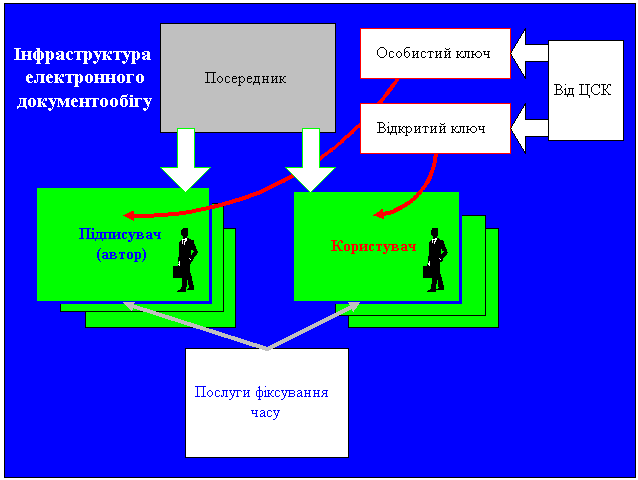 Інфраструктура
електронного
документообігу
Посередник
Особистий ключ
Відкритий ключ
Від ЦСК
Підписувач
(автор)
Користувач
Послуги фіксування
часу